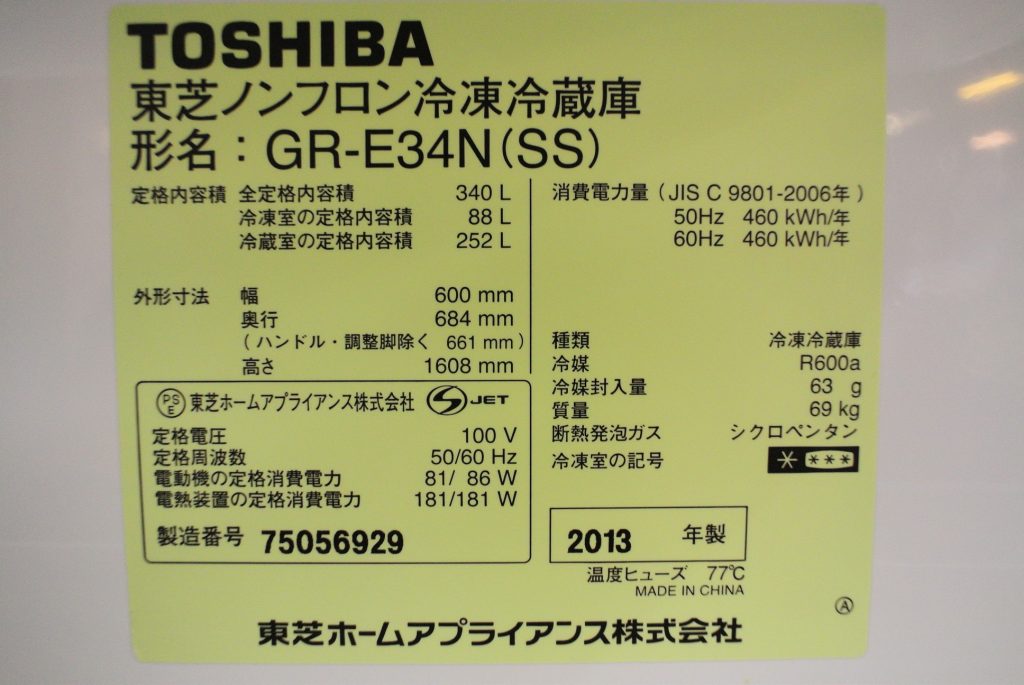 TOSHIBA
東芝ノンフロン冷凍冷蔵庫
形名：GR-E34N(SS)
定格内容積 全定格内容積 340 L
冷凍室の定格内容積 88 L
冷蔵室の定格内容積 252 L
外形寸法 幅 600 mm
奥行 684 mm
(ハンドル・調整脚除く 661 mm)
高さ 1608 mm
PSE 東芝ホームアプライアンス株式会社 S JET
定格電圧 100 V
定格周波数 50/60 Hz
電動機の定格消費電力 81/ 86 W
電熱装置の定格消費電力 181/181 W
製造番号 75056929
消費電力量(JIS C 9801-2006年)
50Hz 460 kWh/年
60Hz 460 kWh/年
種類 冷凍冷蔵庫
冷媒 R600a
冷媒封入量 63 g
質量 69 kg
断熱発泡ガス シクロペンタン
冷凍室の記号 * ***
2013 年製
温度ヒューズ 77℃
MADE IN CHINA
Ⓐ
東芝ホームアプライアンス株式会社